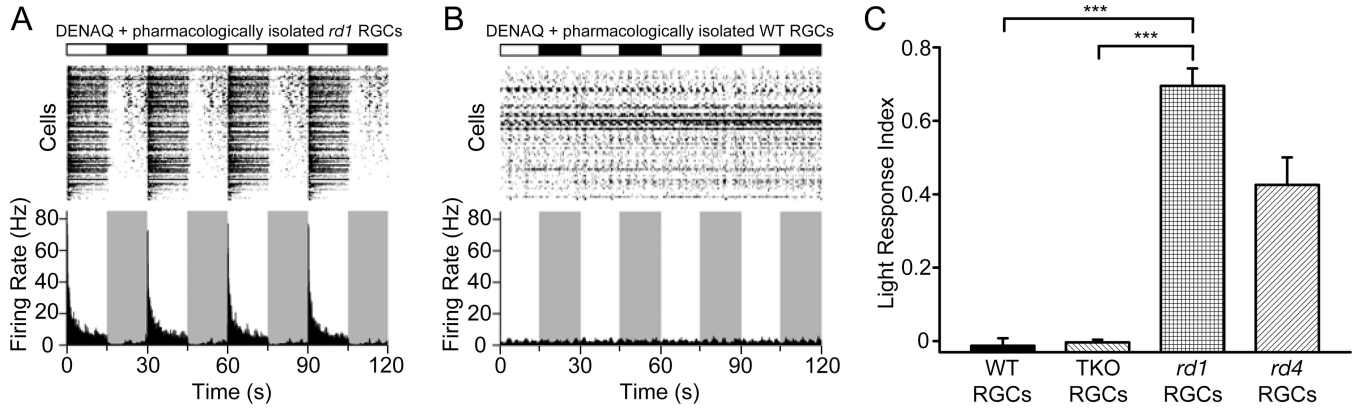 A
DENAQ + pharmacologically isolated rd1 RGCs
Cells
Firing Rate (Hz)
80
60
40
20
0
0 30 60 90 120
Time (s)
B
DENAQ + pharmacologically isolated WT RGCs
Cells
Firing Rate (Hz)
80
60
40
20
0
0 30 60 90 120
Time (s)
C
***
***
Light Response Index
0.8
0.6
0.4
0.2
0
WT RGCs
TKO RGCs
rd1 RGCs
rd4 RGCs